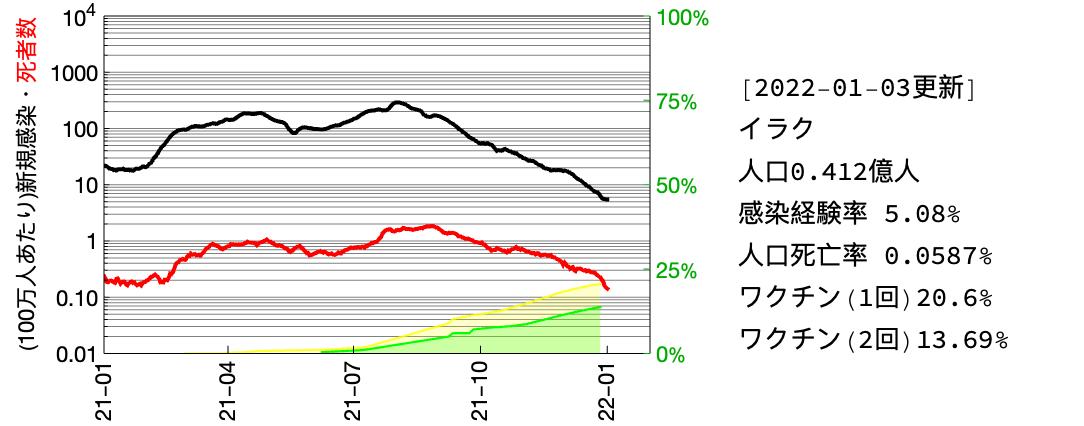 (100万人あたり)新規感染・死者数
10^4
1000
100
10
1
0.10
0.01
100%
75%
50%
25%
0%
21-01
21-04
21-07
21-10
22-01
[2022-01-03更新]
イラク
人口0.412億人
感染経験率 5.08%
人口死亡率 0.0587%
ワクチン(1回)20.6%
ワクチン(2回)13.69%